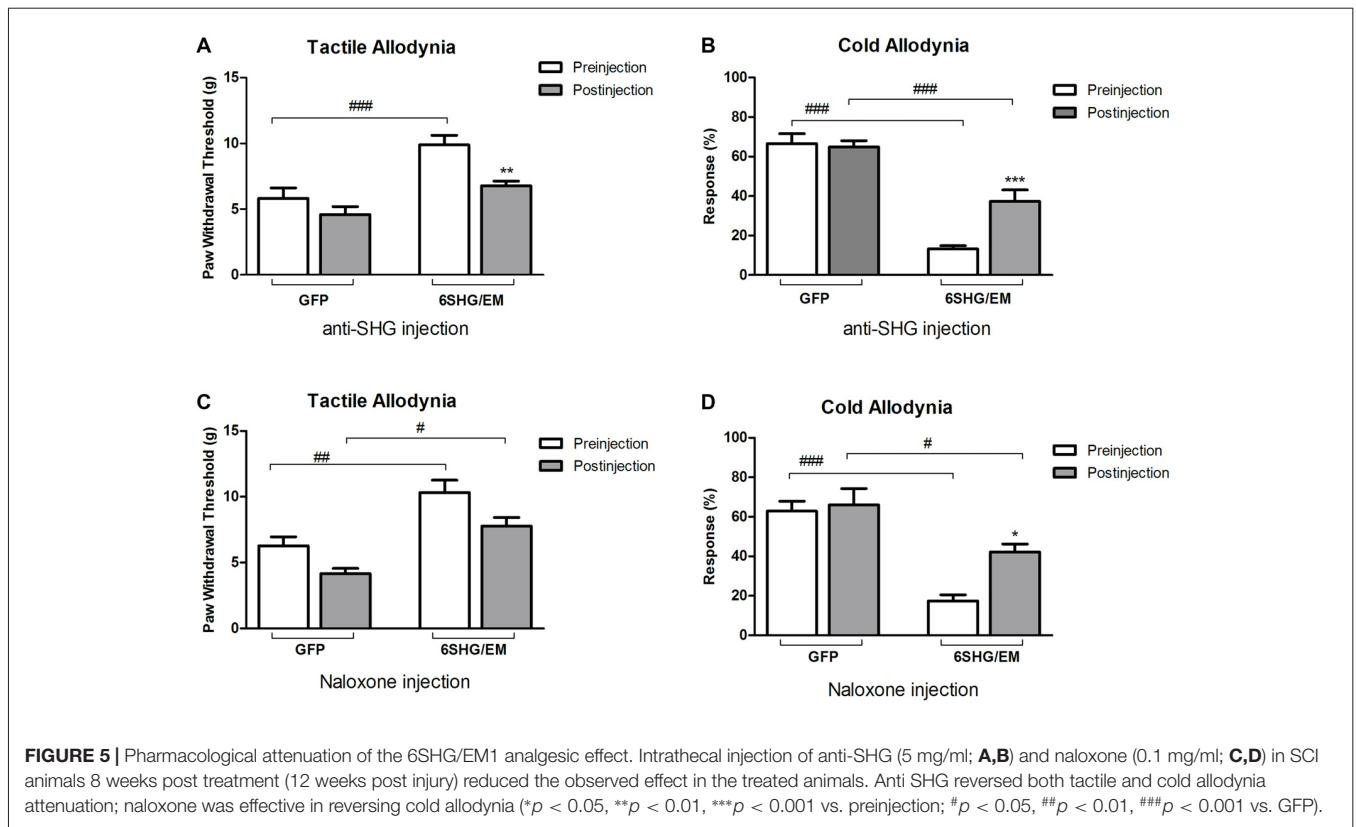 A
Tactile Allodynia
Preinjection
Postinjection
Paw Withdrawal Threshold (g)
15
10
5
0
###
**
GFP
6SHG/EM
anti-SHG injection
B
Cold Allodynia
Preinjection
Postinjection
Response (%)
100
80
60
40
20
0
###
###
***
GFP
6SHG/EM
anti-SHG injection
C
Tactile Allodynia
Preinjection
Postinjection
Paw Withdrawal Threshold (g)
15
10
5
0
#
##
GFP
6SHG/EM
Naloxone injection
D
Cold Allodynia
Preinjection
Postinjection
Response (%)
100
80
60
40
20
0
#
###
*
GFP
6SHG/EM
Naloxone injection
FIGURE 5 | Pharmacological attenuation of the 6SHG/EM1 analgesic effect. Intrathecal injection of anti-SHG (5 mg/ml; A,B) and naloxone (0.1 mg/ml; C,D) in SCI
animals 8 weeks post treatment (12 weeks post injury) reduced the observed effect in the treated animals. Anti SHG reversed both tactile and cold allodynia
attenuation; naloxone was effective in reversing cold allodynia (*p < 0.05, **p < 0.01, ***p < 0.001 vs. preinjection; #p < 0.05, ##p < 0.01, ###p < 0.001 vs. GFP).